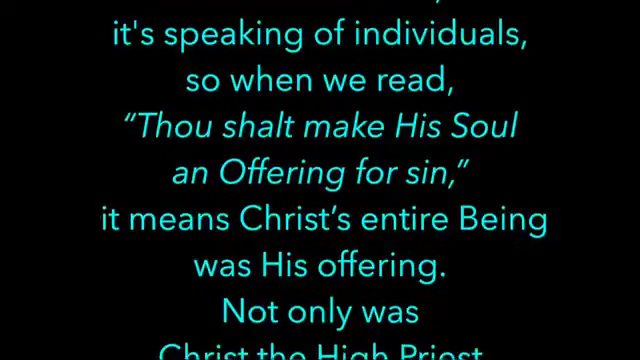 it's speaking of individuals,
so when we read,
“Thou shalt make His Soul
an Offering for sin,”
it means Christ’s entire Being
was His offering.
Not only was
Christ the High Priest